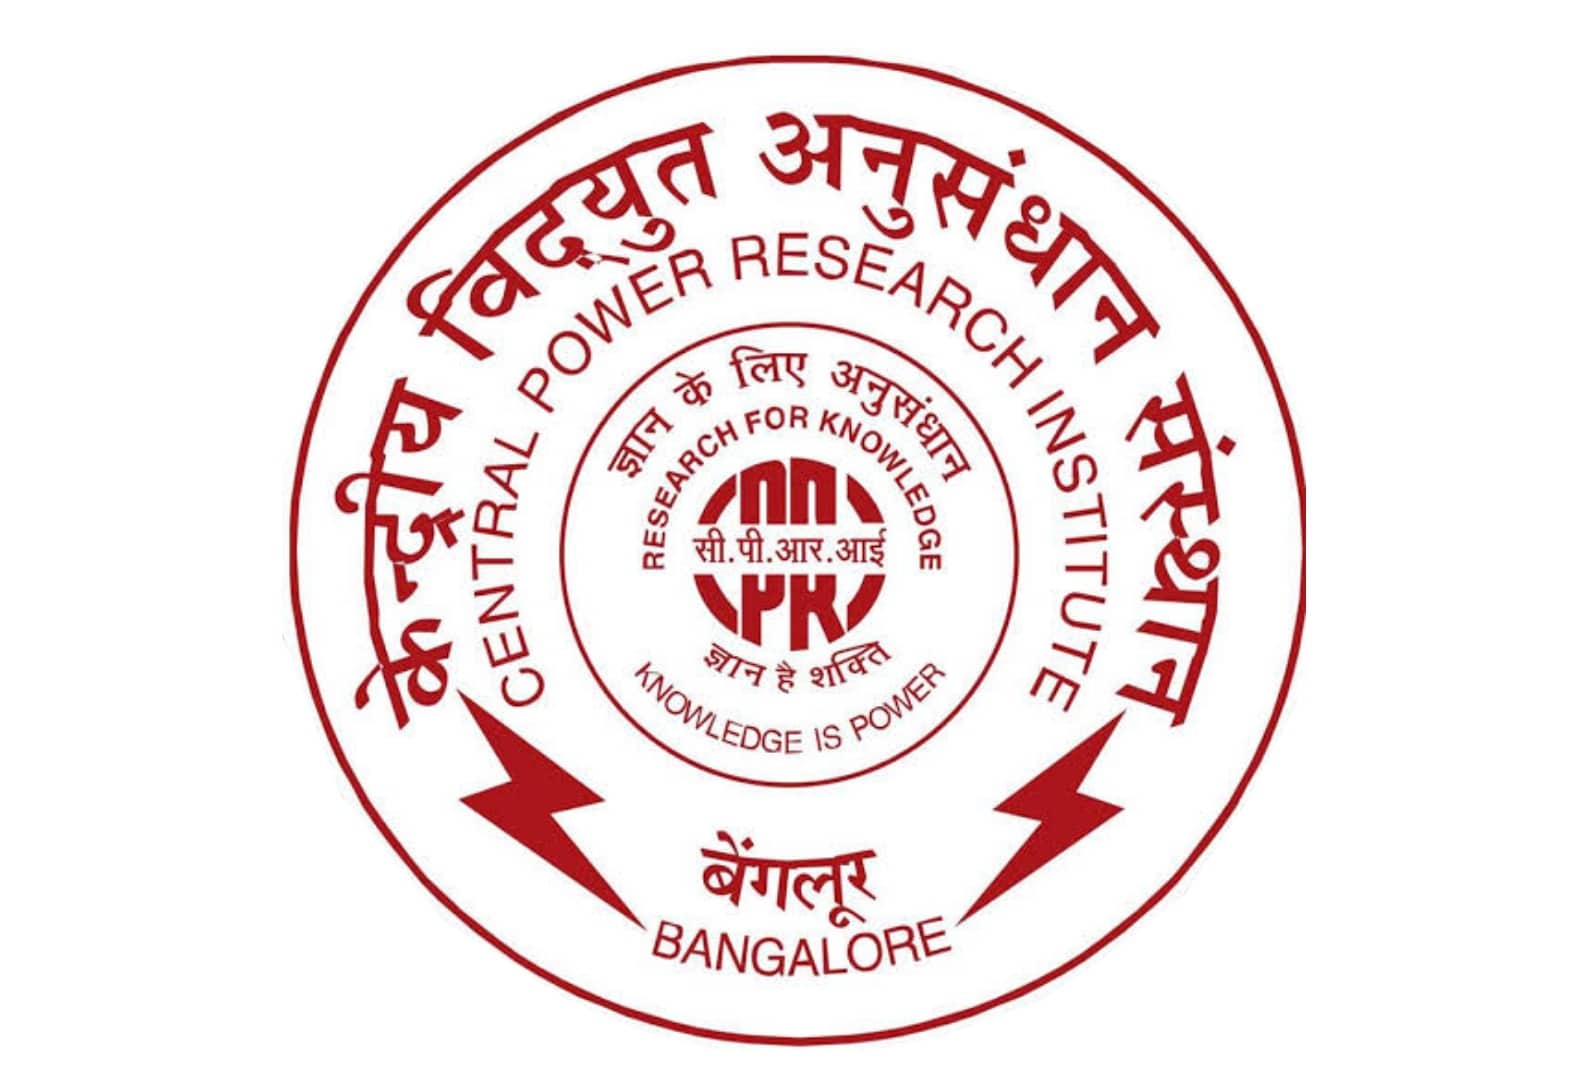 केन्द्रीय विद्युत अनुसंधान संस्थान
CENTRAL POWER RESEARCH INSTITUTE
ज्ञान के लिए अनुसंधान
RESEARCH FOR KNOWLEDGE
सी.पी.आर.आई
ज्ञान है शक्ति
KNOWLEDGE IS POWER
बेंगलूर
BANGALORE